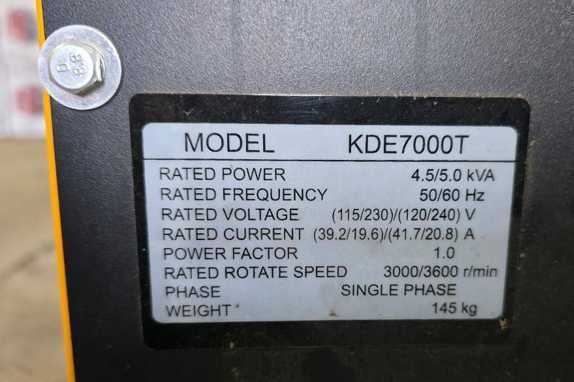 8.8
MODEL KDE7000T
RATED POWER 4.5/5.0 kVA
RATED FREQUENCY 50/60 Hz
RATED VOLTAGE (115/230)/(120/240) V
RATED CURRENT (39.2/19.6)/(41.7/20.8) A
POWER FACTOR 1.0
RATED ROTATE SPEED 3000/3600 r/min
PHASE SINGLE PHASE
WEIGHT 145 kg